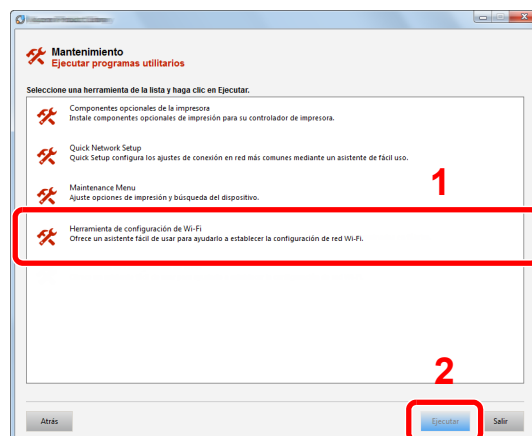 Mantenimiento
Ejecutar programas utilitarios
Seleccione una herramienta de la lista y haga clic en Ejecutar.
Componentes opcionales de la impresora
Instale componentes opcionales de impresión para su controlador de impresora.
Quick Network Setup
Quick Setup configura los ajustes de conexión en red más comunes mediante un asistente de fácil uso.
Maintenance Menu
Ajuste opciones de impresión y búsqueda del dispositivo.
1
Herramienta de configuración de Wi-Fi
Ofrece un asistente fácil de usar para ayudarlo a establecer la configuración de red Wi-Fi.
2
Atrás
Ejecutar
Salir